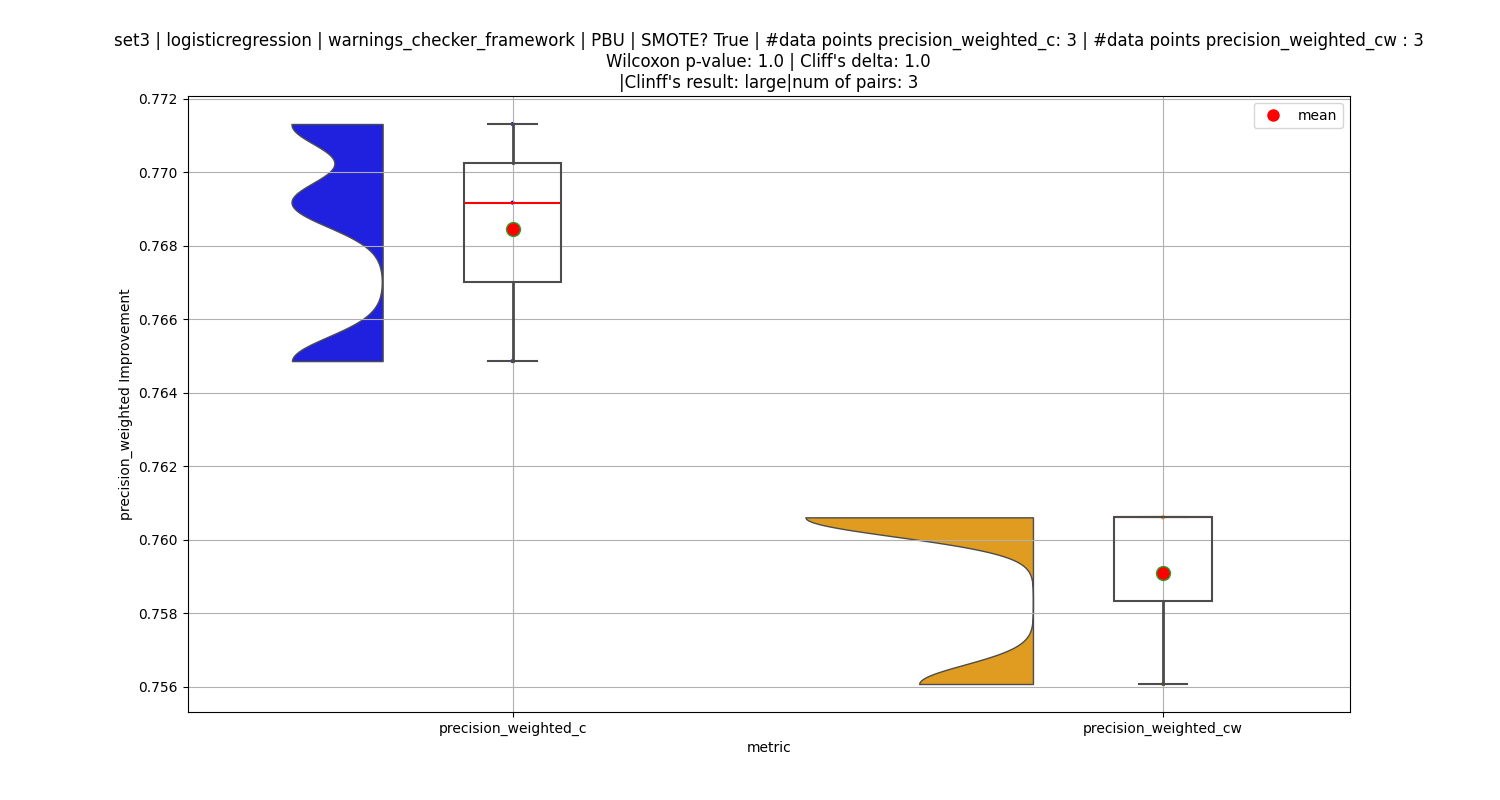 set3 | logisticregression | warnings_checker_framework | PBU | SMOTE? True | #data points precision_weighted_c: 3 | #data points precision_weighted_cw : 3
Wilcoxon p-value: 1.0 | Cliff's delta: 1.0
|Clinff's result: large|num of pairs: 3
mean
0.772
0.770
0.768
0.766
0.764
0.762
0.760
0.758
0.756
precision_weighted Improvement
precision_weighted_c
precision_weighted_cw
metric